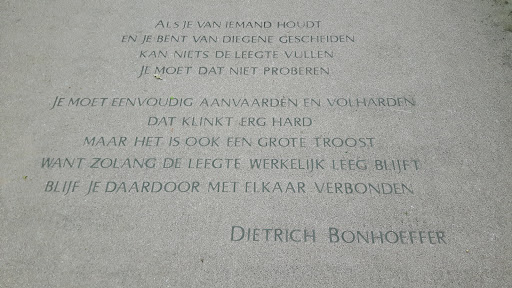 Als je van iemand houdt
en je bent van diegene gescheiden
kan niets de leegte vullen
Je moet dat niet proberen
Je moet eenvoudig aanvaarden en volharden
dat klinkt erg hard
maar het is ook een grote troost
want zolang de leegte werkelijk leeg blijft
blijf je daardoor met elkaar verbonden
Dietrich Bonhoeffer